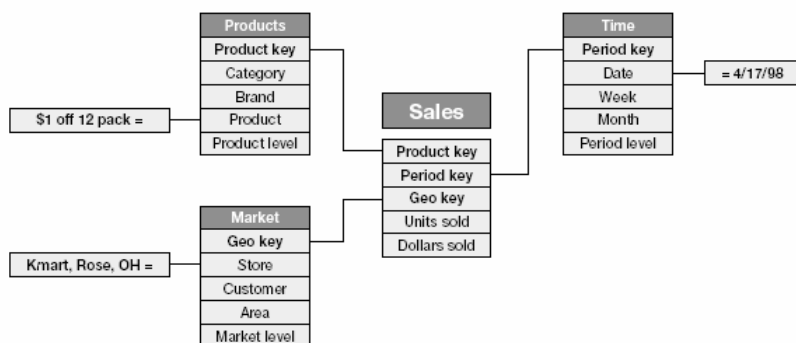 Products
Product key
Category
Brand
Product
Product level
$1 off 12 pack =
Market
Geo key
Store
Customer
Area
Market level
Kmart, Rose, OH =
Sales
Product key
Period key
Geo key
Units sold
Dollars sold
Time
Period key
Date
Week
Month
Period level
= 4/17/98